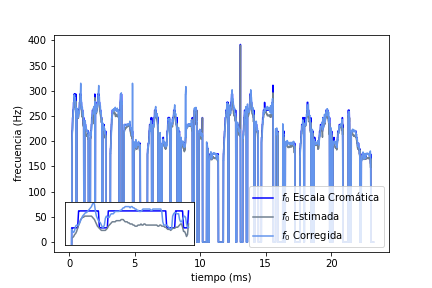 400
350
300
250
200
150
100
50
0
frecuencia (Hz)
0 5 10 15 20
tiempo (ms)
f₀ Escala Cromática
f₀ Estimada
f₀ Corregida